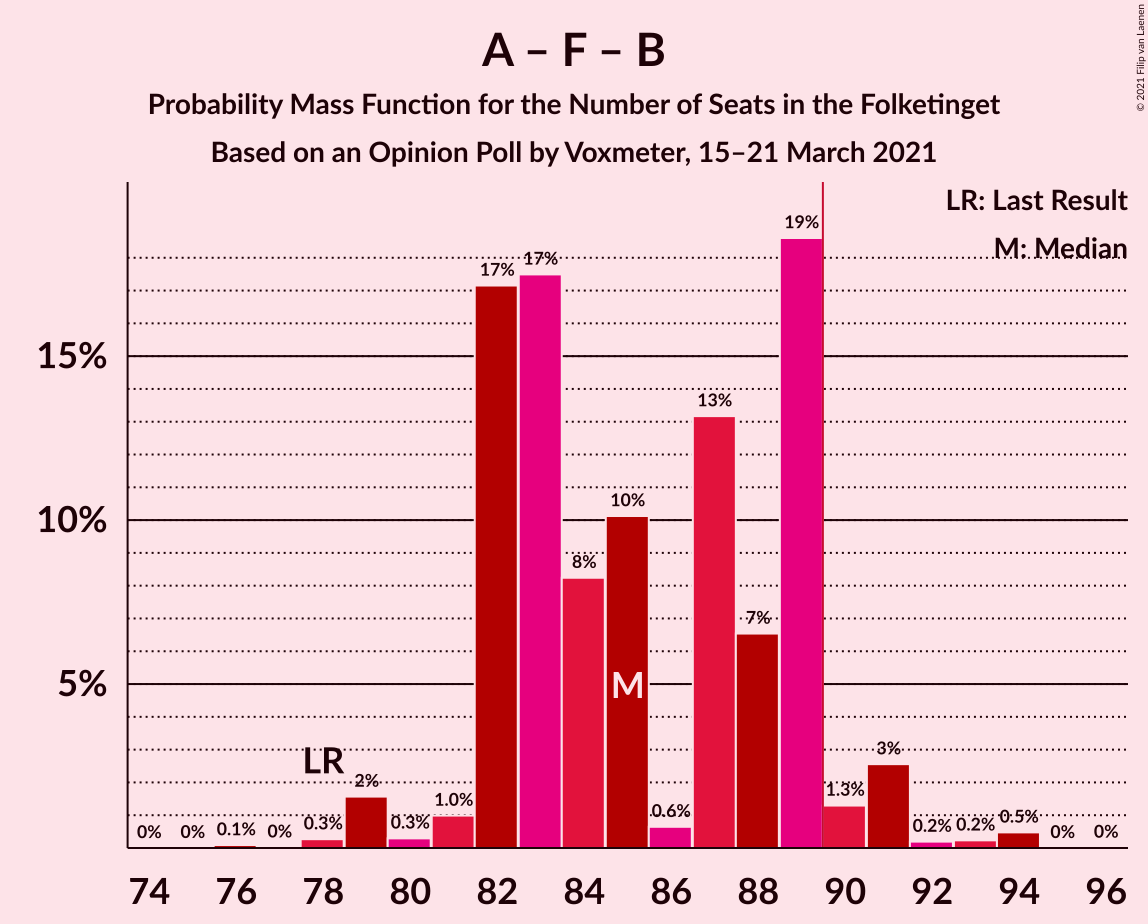 A – F – B
Probability Mass Function for the Number of Seats in the Folketinget
Based on an Opinion Poll by Voxmeter, 15–21 March 2021
© 2021 Filip van Laenen
LR: Last Result
M: Median
15%
10%
5%
0%
0%
0.1%
0%
0.3%
2%
0.3%
1.0%
17%
17%
8%
10%
0.6%
13%
7%
19%
1.3%
3%
0.2%
0.2%
0.5%
0%
0%
LR
M
74 76 78 80 82 84 86 88 90 92 94 96